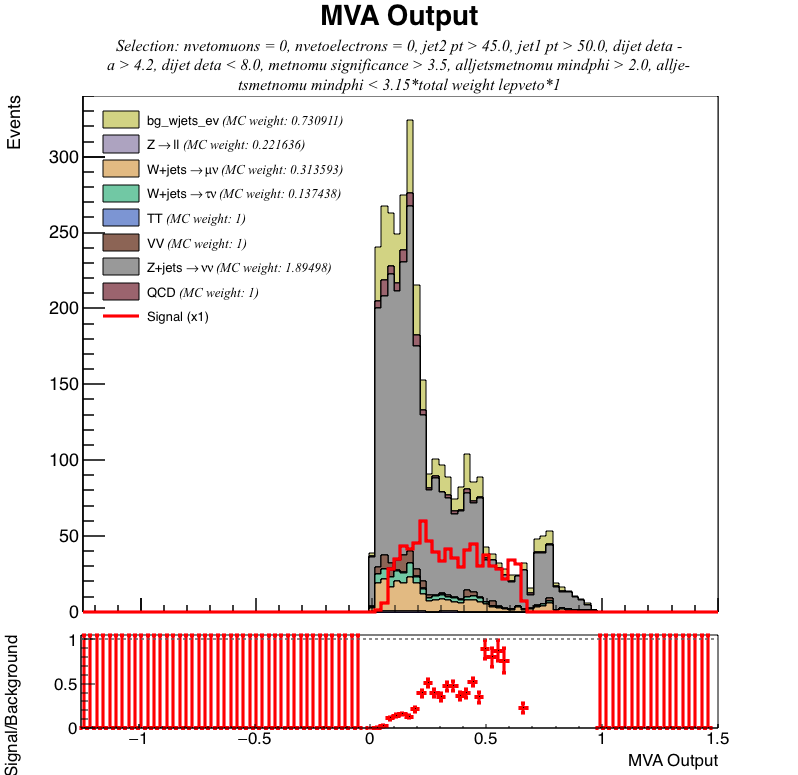 MVA Output
Selection: nvetomuons = 0, nvetoelectrons = 0, jet2 pt > 45.0, jet1 pt > 50.0, dijet deta -
a > 4.2, dijet deta < 8.0, metnomu significance > 3.5, alljetsmetnomu mindphi > 2.0, allje-
tsmetnomu mindphi < 3.15*total weight lepveto*1
Events
bg_wjets_ev (MC weight: 0.730911)
Z → ll (MC weight: 0.221636)
W+jets → μν (MC weight: 0.313593)
W+jets → τν (MC weight: 0.137438)
TT (MC weight: 1)
VV (MC weight: 1)
Z+jets → νν (MC weight: 1.89498)
QCD (MC weight: 1)
Signal (x1)
300
250
200
150
100
50
0
Signal/Background
1
0.5
0
−1
−0.5
0
0.5
1
1.5
MVA Output